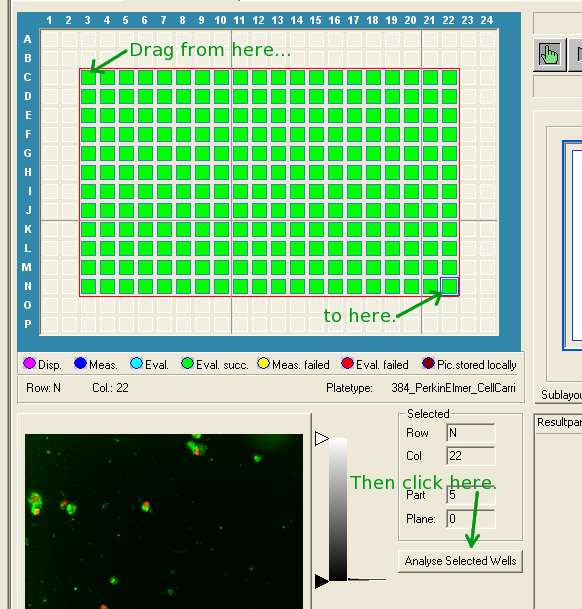 1 2 3 4 5 6 7 8 9 10 11 12 13 14 15 16 17 18 19 20 21 22 23 24
A
Drag from here...
B
C
D
E
F
G
H
I
J
K
L
M
N
O
to here.
P
Disp. Meas. Eval. Eval. succ. Meas. failed Eval. failed Pic.stored locally
Row: N Col.: 22 Platetype: 384_PerkinElmer_CellCarri
Sublayou
Selected
Resultpar
Row N
Col 22
Then click here.
Part 5
Plane: 0
Analyse Selected Wells